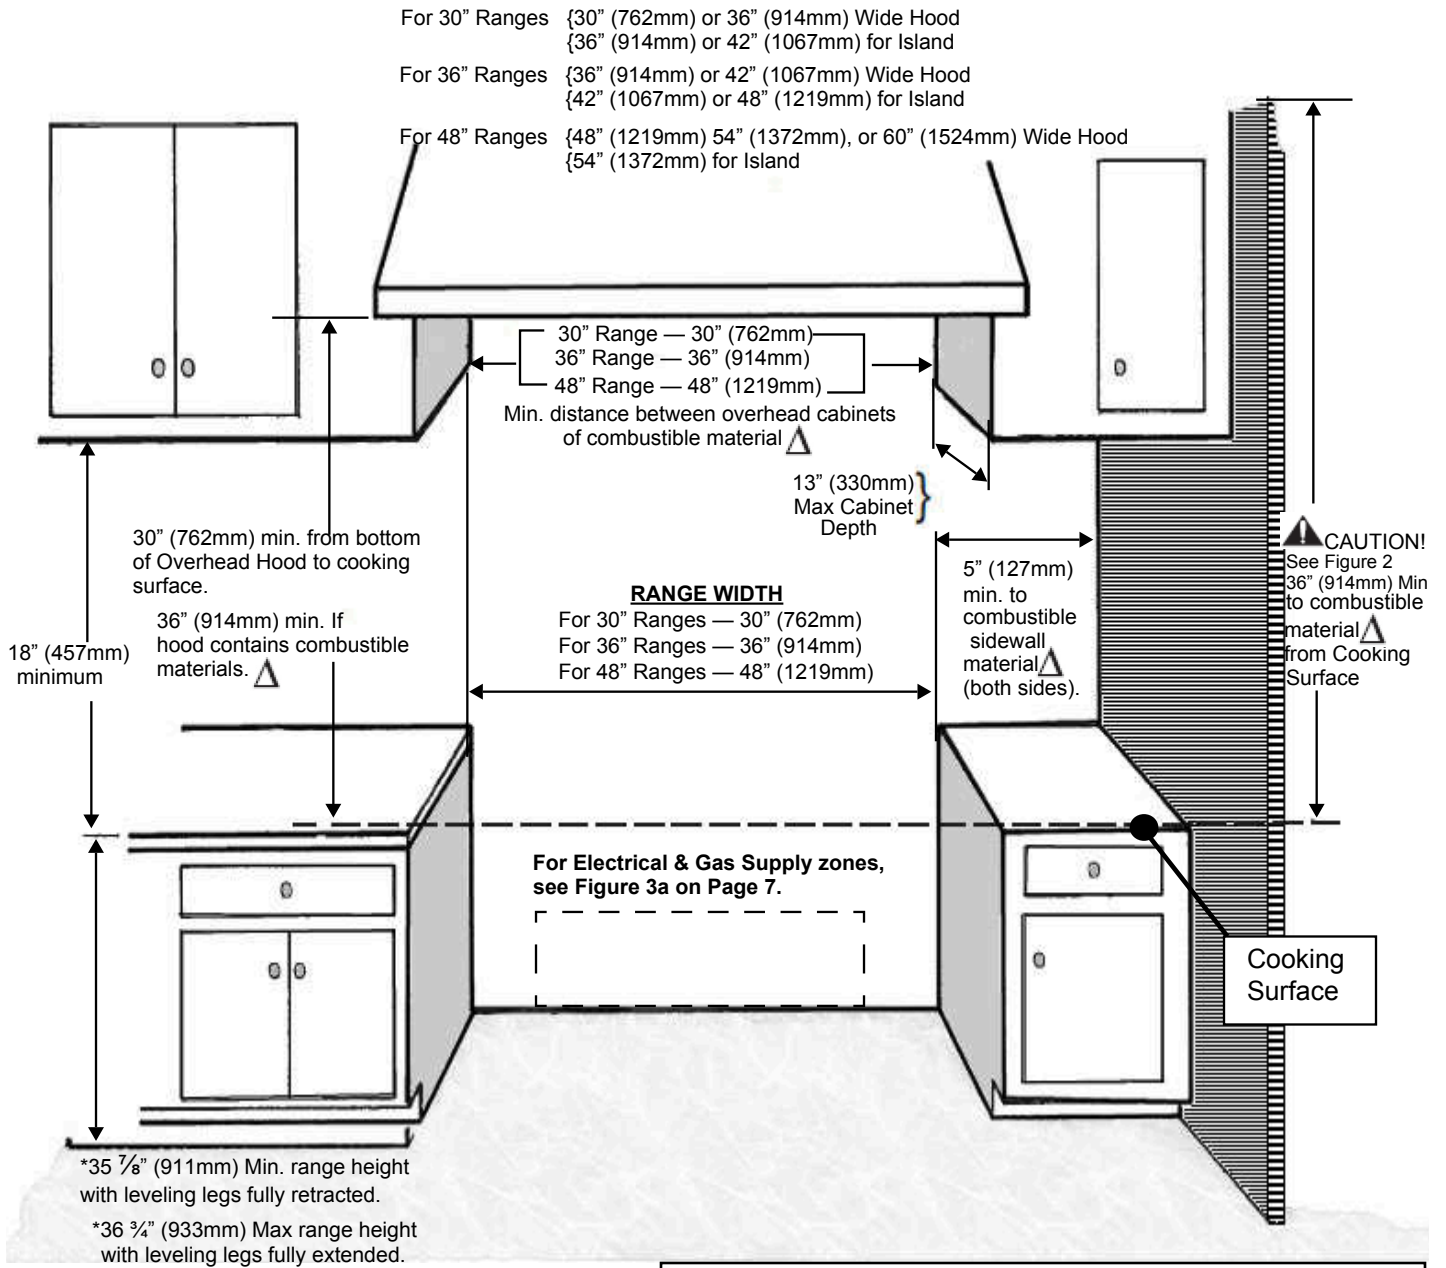 For 30” Ranges {30” (762mm) or 36” (914mm) Wide Hood
{36” (914mm) or 42” (1067mm) for Island
For 36” Ranges {36” (914mm) or 42” (1067mm) Wide Hood
{42” (1067mm) or 48” (1219mm) for Island
For 48” Ranges {48” (1219mm) 54” (1372mm), or 60” (1524mm) Wide Hood
{54” (1372mm) for Island
30” Range — 30” (762mm)
36” Range — 36” (914mm)
48” Range — 48” (1219mm)
Min. distance between overhead cabinets
of combustible material
13” (330mm)
Max Cabinet
Depth
30” (762mm) min. from bottom
of Overhead Hood to cooking
surface.
36” (914mm) min. If
hood contains combustible
materials.
18” (457mm)
minimum
RANGE WIDTH
For 30” Ranges — 30” (762mm)
For 36” Ranges — 36” (914mm)
For 48” Ranges — 48” (1219mm)
5” (127mm)
min. to
combustible
sidewall
material
(both sides).
CAUTION!
See Figure 2
36” (914mm) Min
to combustible
material
from Cooking
Surface
For Electrical & Gas Supply zones,
see Figure 3a on Page 7.
Cooking
Surface
*35 ⅞” (911mm) Min. range height
with leveling legs fully retracted.
*36 ¾” (933mm) Max range height
with leveling legs fully extended.